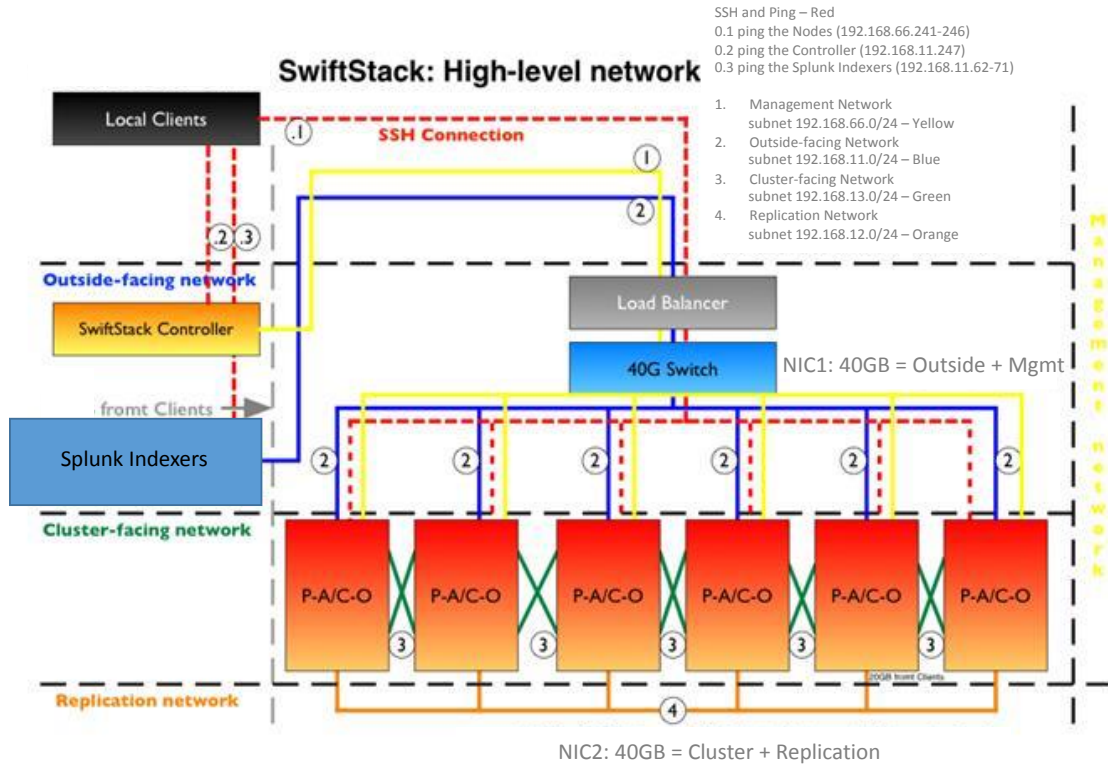 SSH and Ping – Red
0.1 ping the Nodes (192.168.66.241-246)
0.2 ping the Controller (192.168.11.247)
0.3 ping the Splunk Indexers (192.168.11.62-71)
SwiftStack: High-level network
1. Management Network
subnet 192.168.66.0/24 – Yellow
2. Outside-facing Network
subnet 192.168.11.0/24 – Blue
3. Cluster-facing Network
subnet 192.168.13.0/24 – Green
4. Replication Network
subnet 192.168.12.0/24 – Orange
Local Clients
.1
SSH Connection
1
2
.2
.3
Management network
Outside-facing network
SwiftStack Controller
Load Balancer
40G Switch
NIC1: 40GB = Outside + Mgmt
fromt Clients
Splunk Indexers
2
2
2
2
2
2
Cluster-facing network
P-A/C-O
P-A/C-O
P-A/C-O
P-A/C-O
P-A/C-O
P-A/C-O
3
3
3
3
3
20GB fromt Clients
Replication network
4
NIC2: 40GB = Cluster + Replication